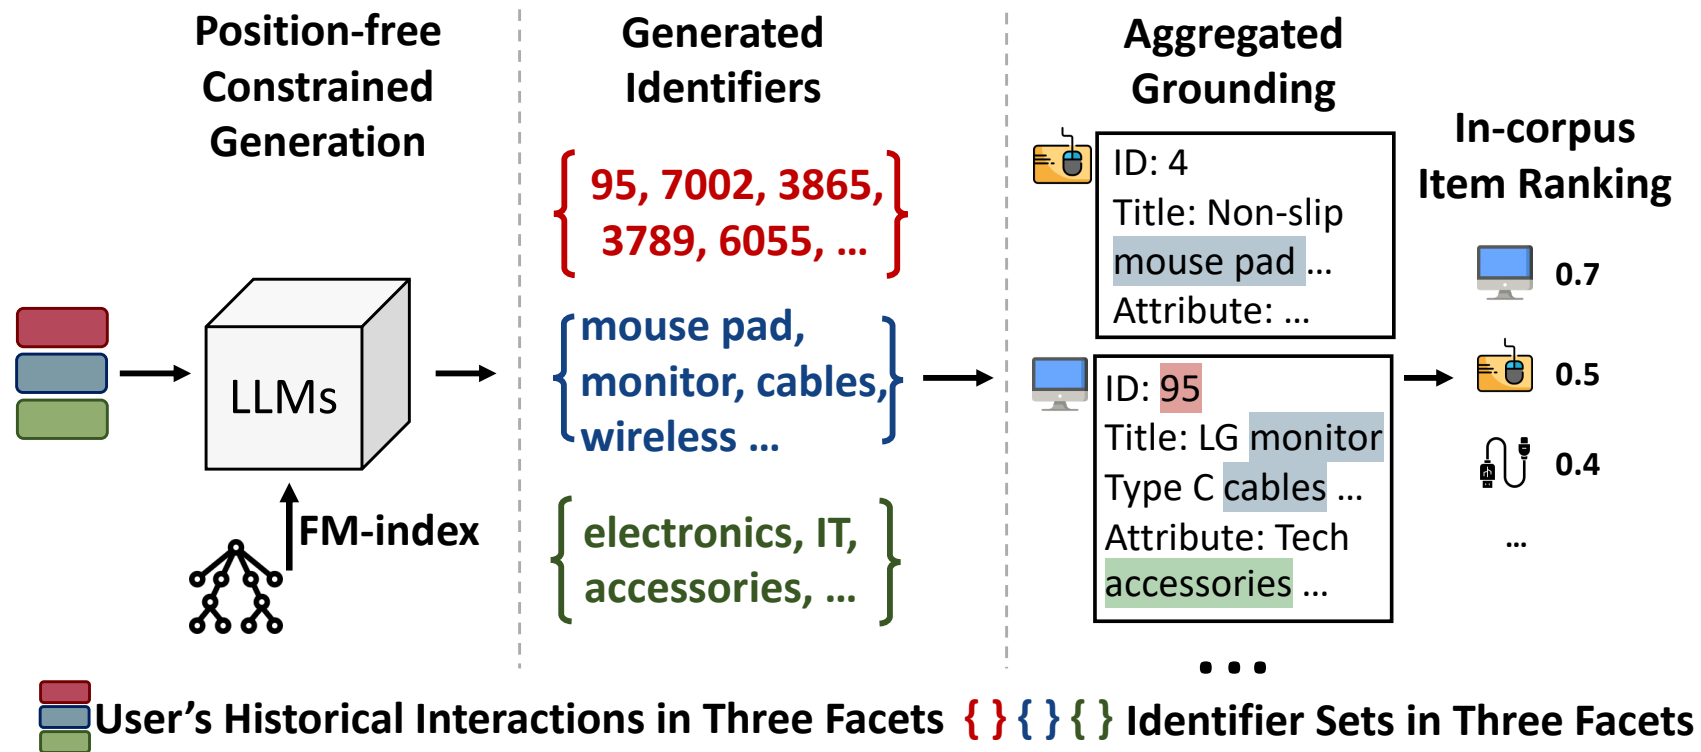 Position-free
Constrained
Generation
Generated
Identifiers
Aggregated
Grounding
In-corpus
Item Ranking
LLMs
FM-index
95, 7002, 3865,
3789, 6055, ...
mouse pad,
monitor, cables,
wireless ...
electronics, IT,
accessories, ...
ID: 4
Title: Non-slip
mouse pad ...
Attribute: ...
ID: 95
Title: LG monitor
Type C cables ...
Attribute: Tech
accessories ...
...
0.7
0.5
0.4
...
User's Historical Interactions in Three Facets
{ } { } { } Identifier Sets in Three Facets